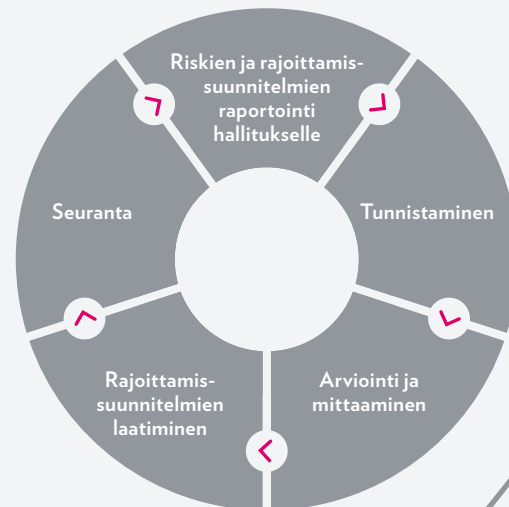 Riskien ja rajoittamis-
suunnitelmien
raportointi
hallitukselle
Seuranta
Tunnistaminen
Rajoittamis-
suunnitelmien
laatiminen
Arviointi ja
mittaaminen